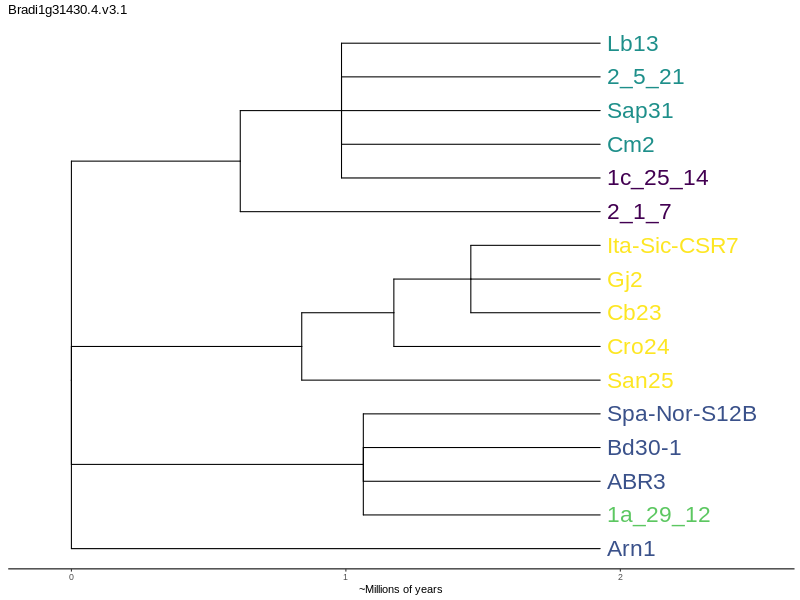 Bradi1g31430.4.v3.1
Lb13
2_5_21
Sap31
Cm2
1c_25_14
2_1_7
Ita-Sic-CSR7
Gj2
Cb23
Cro24
San25
Spa-Nor-S12B
Bd30-1
ABR3
1a_29_12
Arn1
0 1 2
~Millions of years